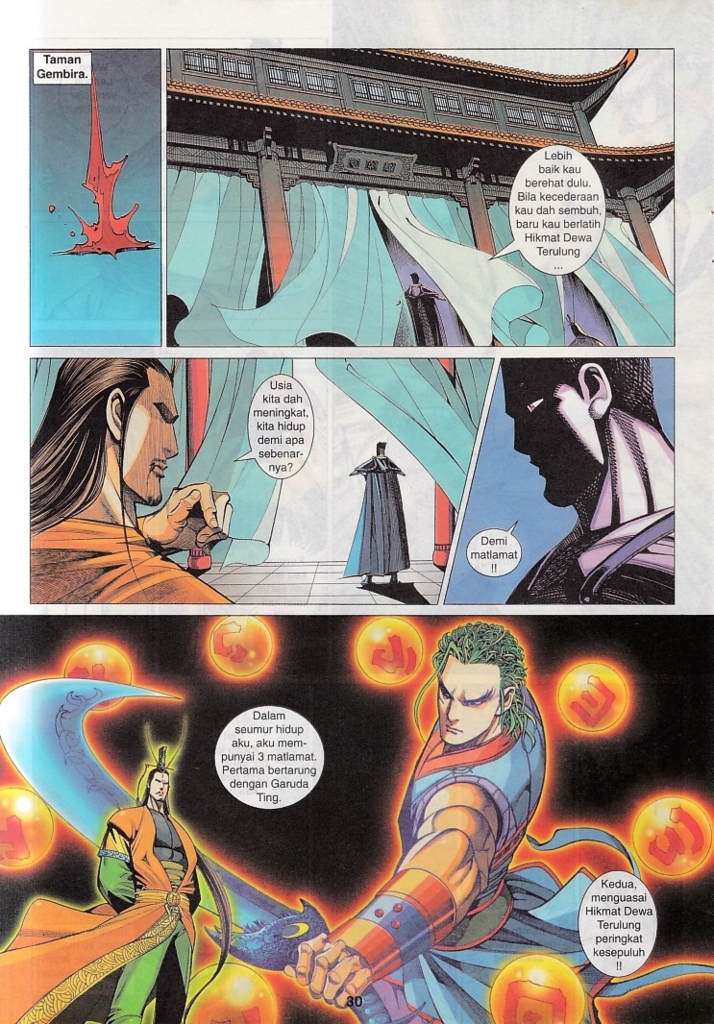 Taman
Gembira.
Lebih
baik kau
berehat dulu.
Bila kecederaan
kau dah sembuh,
baru kau berlatih
Hikmat Dewa
Terulung
...
Usia
kita dah
meningkat,
kita hidup
demi apa
sebenar-
nya?
Demi
matlamat
!!
Dalam
seumur hidup
aku, aku mem-
punyai 3 matlamat.
Pertama bertarung
dengan Garuda
Ting.
Kedua,
menguasai
Hikmat Dewa
Terulung
peringkat
kesepuluh
!!
30